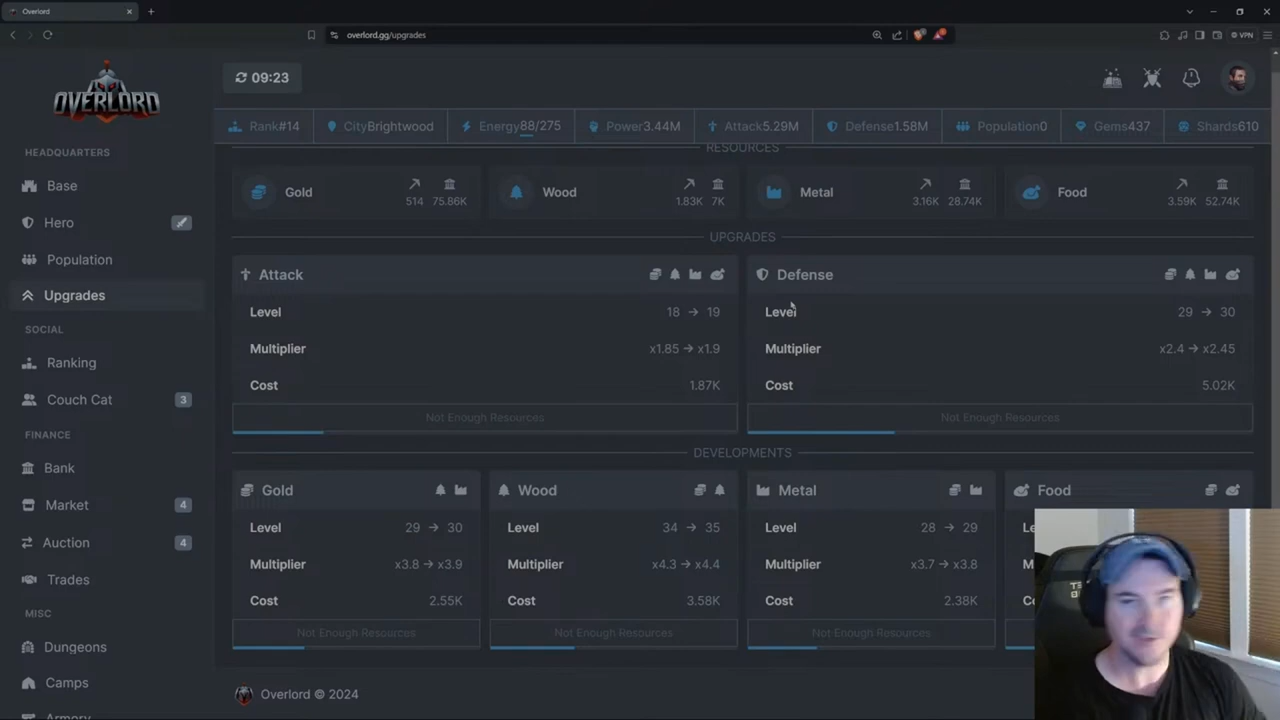 Overlord
overlord.gg/upgrades
VPN
OVERLORD
09:23
Rank#14
CityBrightwood
Energy88/275
Power3.44M
Attack5.29M
Defense1.58M
Population0
Gems437
Shards610
HEADQUARTERS
Base
Hero
Population
Upgrades
SOCIAL
Ranking
Couch Cat 3
FINANCE
Bank
Market 4
Auction 4
Trades
MISC
Dungeons
Camps
Armory
RESOURCES
Gold 514 75.86K
Wood 1.83K 7K
Metal 3.16K 28.74K
Food 3.59K 52.74K
UPGRADES
Attack
Level 18 → 19
Multiplier x1.85 → x1.9
Cost 1.87K
Not Enough Resources
Defense
Level 29 → 30
Multiplier x2.4 → x2.45
Cost 5.02K
Not Enough Resources
DEVELOPMENTS
Gold
Level 29 → 30
Multiplier x3.8 → x3.9
Cost 2.55K
Not Enough Resources
Wood
Level 34 → 35
Multiplier x4.3 → x4.4
Cost 3.58K
Not Enough Resources
Metal
Level 28 → 29
Multiplier x3.7 → x3.8
Cost 2.38K
Not Enough Resources
Food
Overlord © 2024